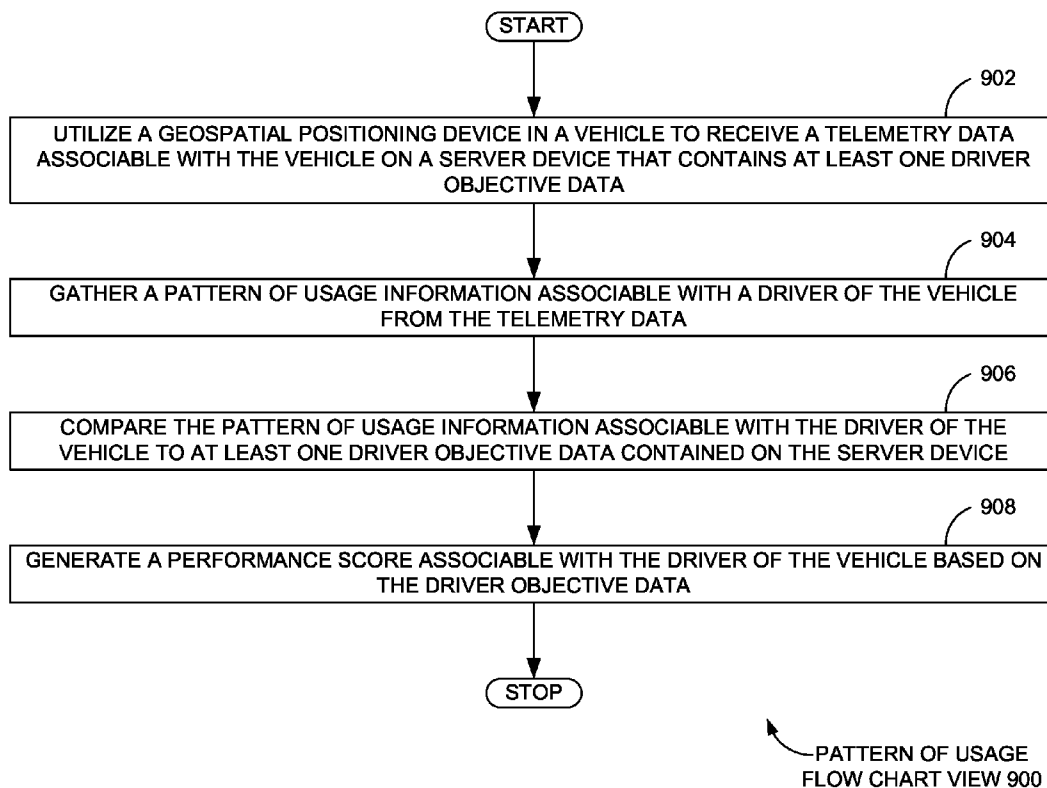 START
902
UTILIZE A GEOSPATIAL POSITIONING DEVICE IN A VEHICLE TO RECEIVE A TELEMETRY DATA
ASSOCIABLE WITH THE VEHICLE ON A SERVER DEVICE THAT CONTAINS AT LEAST ONE DRIVER
OBJECTIVE DATA
904
GATHER A PATTERN OF USAGE INFORMATION ASSOCIABLE WITH A DRIVER OF THE VEHICLE
FROM THE TELEMETRY DATA
906
COMPARE THE PATTERN OF USAGE INFORMATION ASSOCIABLE WITH THE DRIVER OF THE
VEHICLE TO AT LEAST ONE DRIVER OBJECTIVE DATA CONTAINED ON THE SERVER DEVICE
908
GENERATE A PERFORMANCE SCORE ASSOCIABLE WITH THE DRIVER OF THE VEHICLE BASED ON
THE DRIVER OBJECTIVE DATA
STOP
PATTERN OF USAGE
FLOW CHART VIEW 900